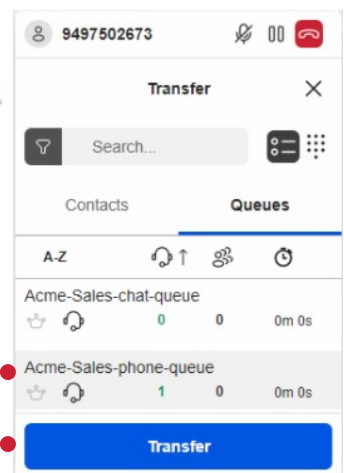 9497502673
Transfer
Search...
Contacts Queues
A-Z
Acme-Sales-chat-queue
0 0 0m 0s
Acme-Sales-phone-queue
1 0 0m 0s
Transfer